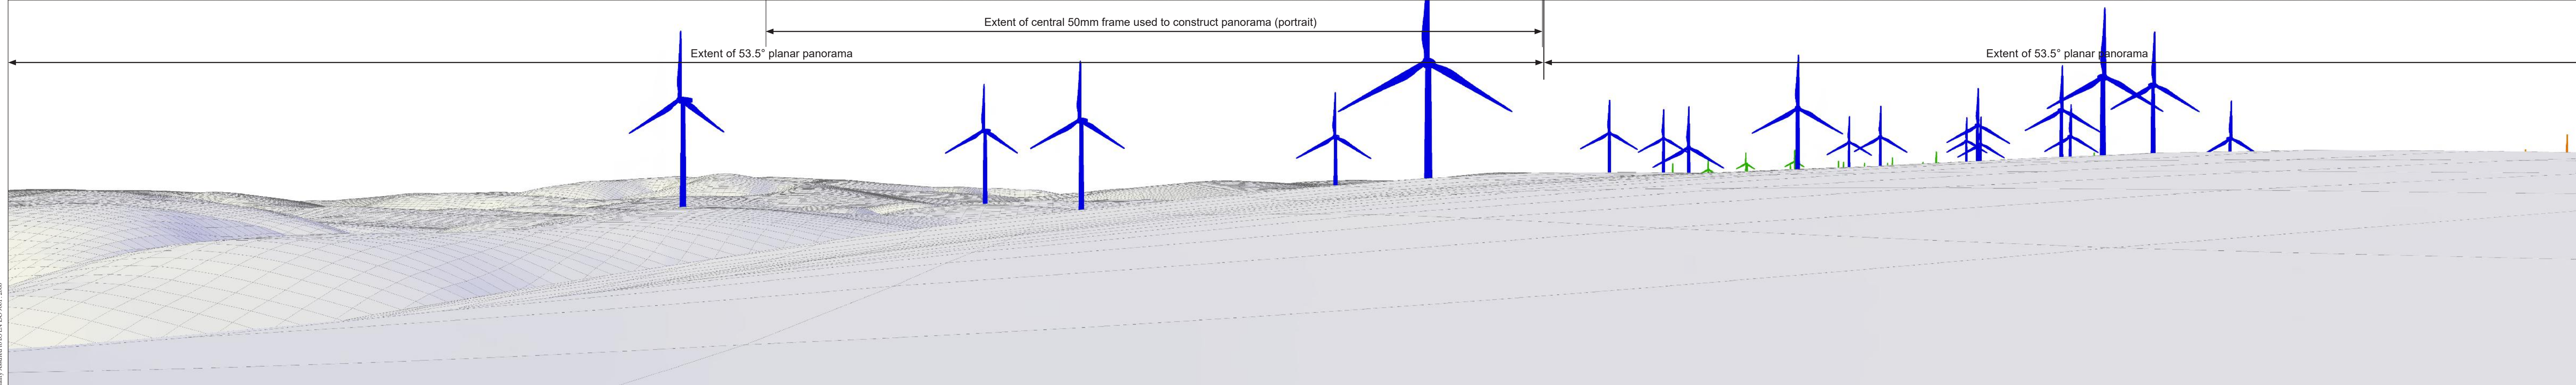 Extent of central 50mm frame used to construct panorama (portrait)
Extent of 53.5° planar panorama
Extent of 53.5° planar panorama